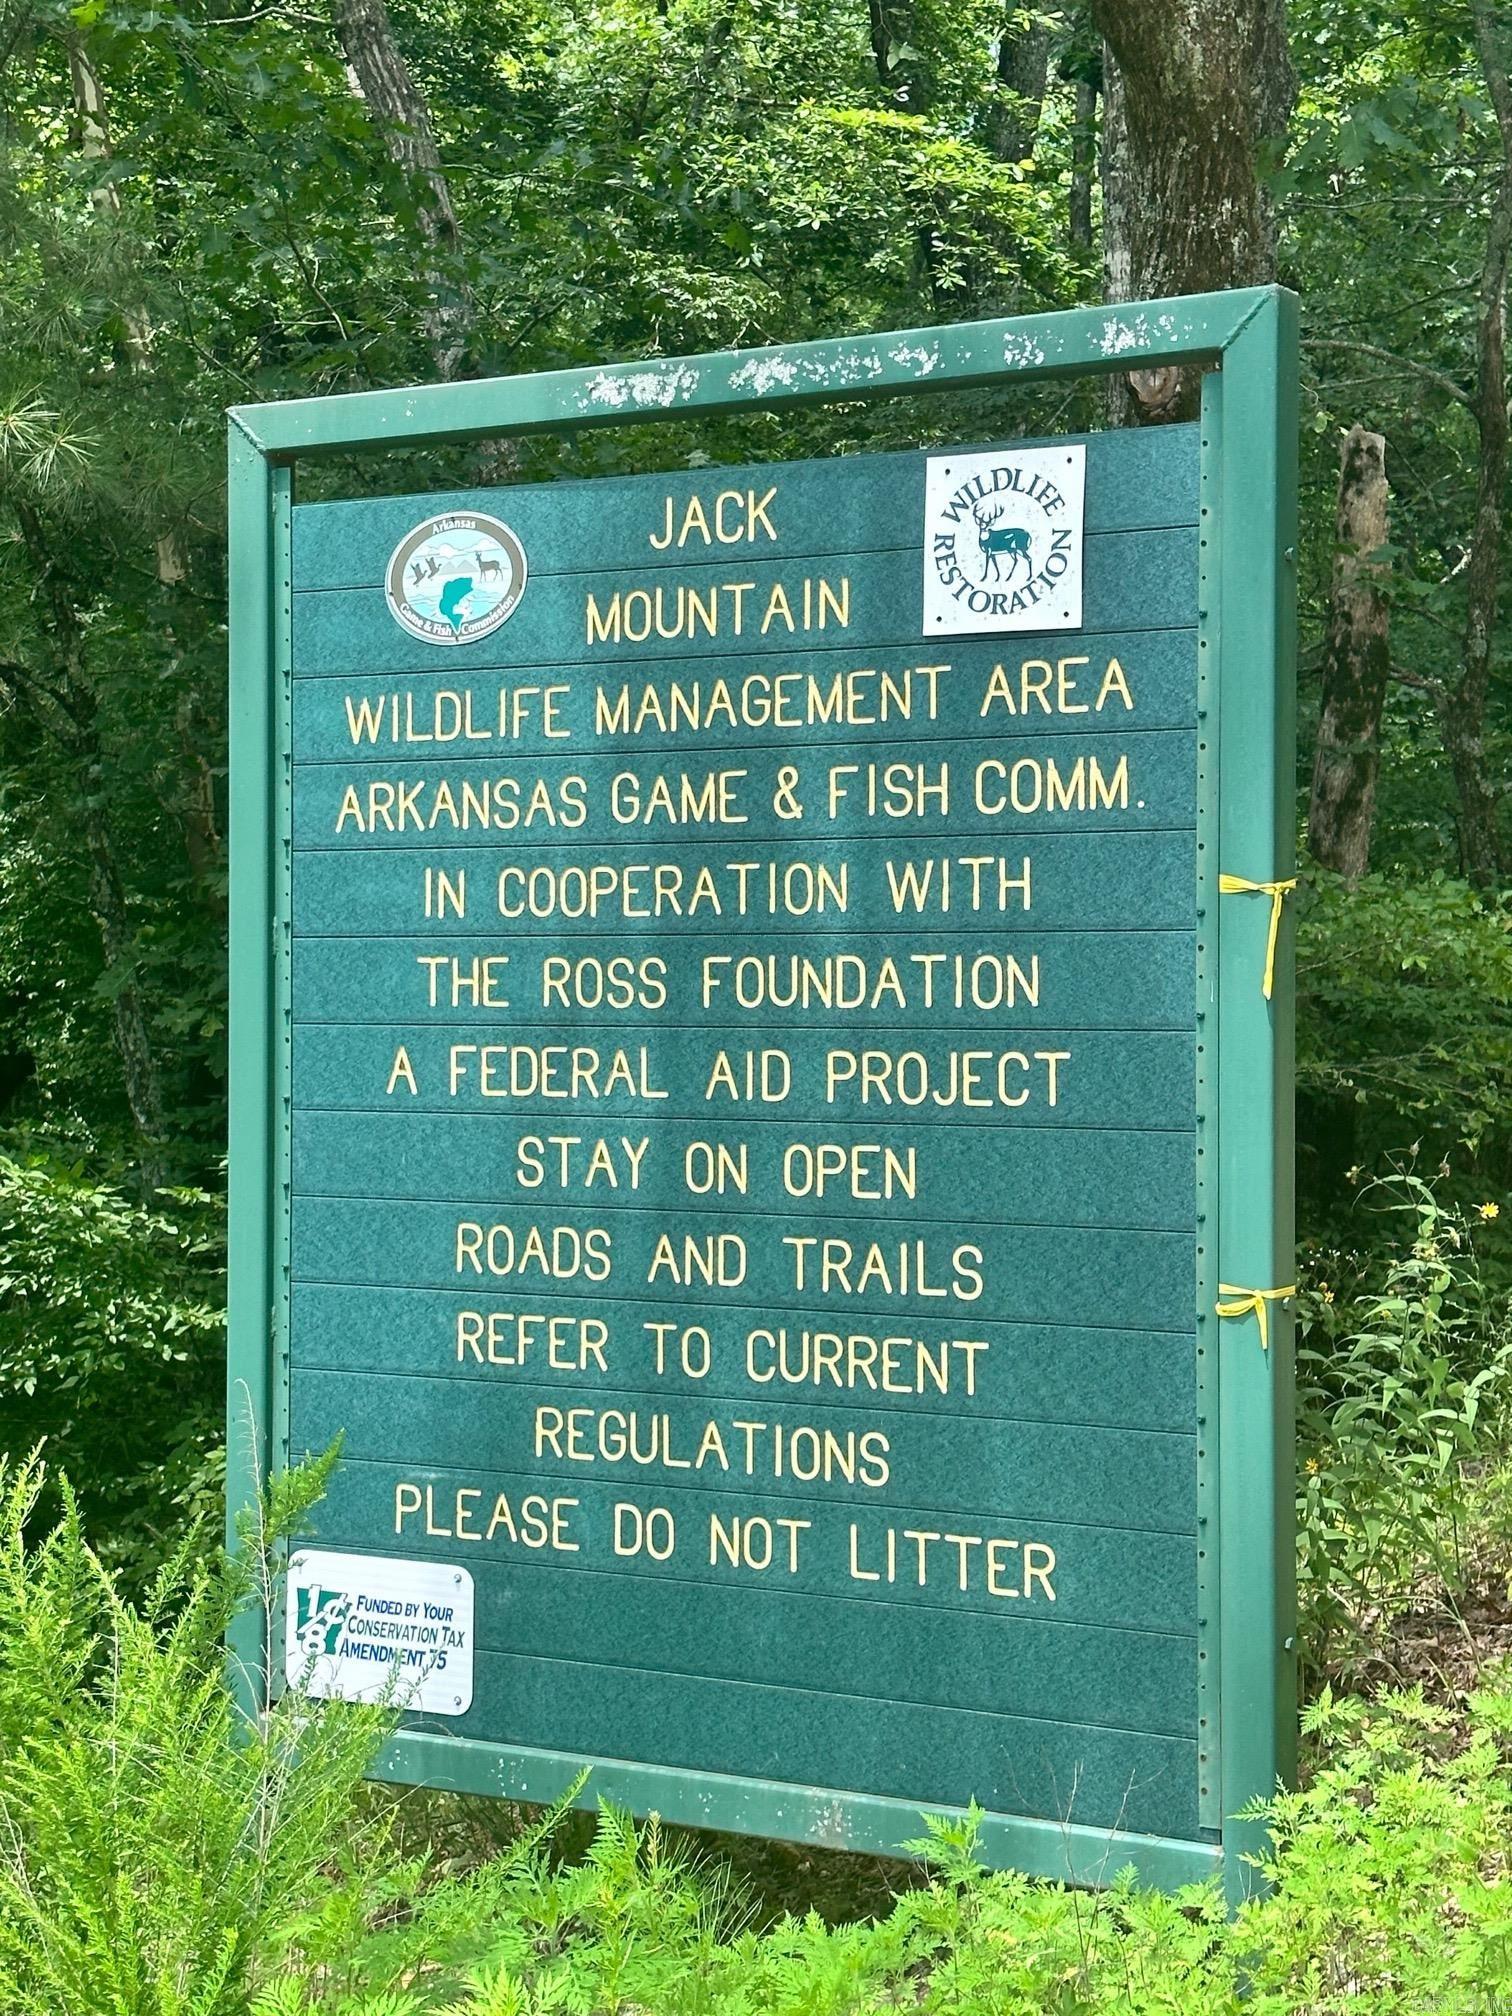 JACK
MOUNTAIN
WILDLIFE MANAGEMENT AREA
ARKANSAS GAME & FISH COMM.
IN COOPERATION WITH
THE ROSS FOUNDATION
A FEDERAL AID PROJECT
STAY ON OPEN
ROADS AND TRAILS
REFER TO CURRENT
REGULATIONS
PLEASE DO NOT LITTER
Arkansas
Game & Fish Commission
WILDLIFE
RESTORATION
1/8¢
FUNDED BY YOUR
CONSERVATION TAX
AMENDMENT 75